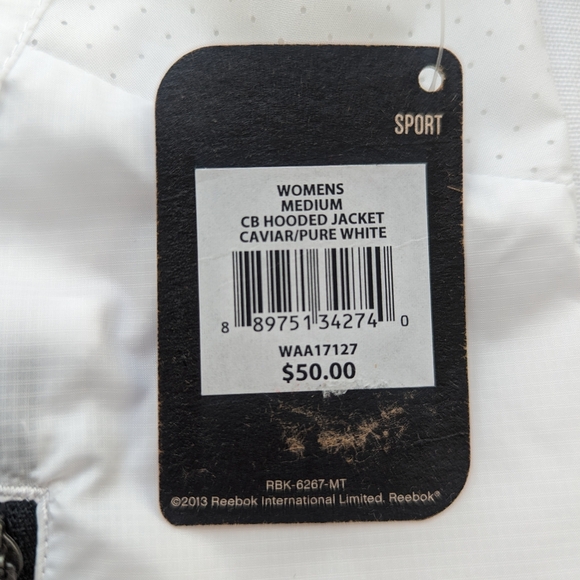 SPORT
WOMENS
MEDIUM
CB HOODED JACKET
CAVIAR/PURE WHITE
8 89751 34274 0
WAA17127
$50.00
RBK-6267-MT
©2013 Reebok International Limited. Reebok®